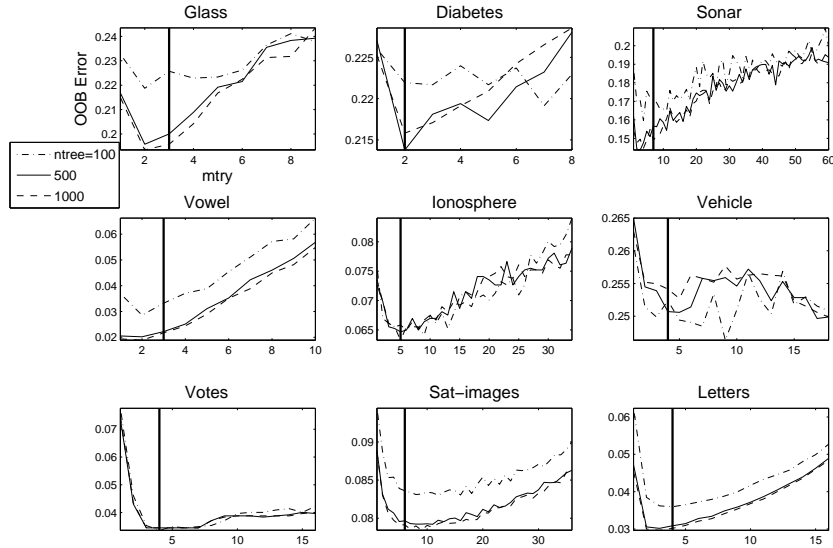 Glass
Diabetes
Sonar
0.24
0.23
0.22
0.21
0.2
OOB Error
2 4 6 8
mtry
0.225
0.22
0.215
2 4 6 8
0.2
0.19
0.18
0.17
0.16
0.15
10 20 30 40 50 60
ntree=100
500
1000
Vowel
Ionosphere
Vehicle
0.06
0.05
0.04
0.03
0.02
2 4 6 8 10
0.08
0.075
0.07
0.065
5 10 15 20 25 30
0.265
0.26
0.255
0.25
5 10 15
Votes
Sat-images
Letters
0.07
0.06
0.05
0.04
5 10 15
0.09
0.085
0.08
5 10 15 20 25 30 35
0.06
0.05
0.04
0.03
5 10 15